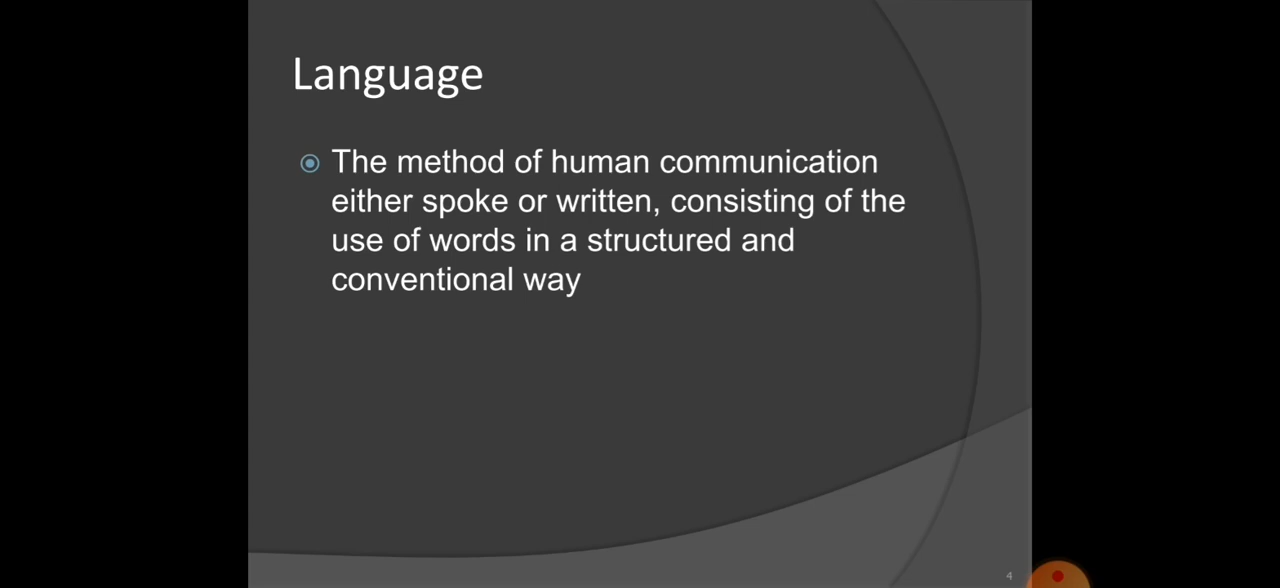 Language
The method of human communication
either spoke or written, consisting of the
use of words in a structured and
conventional way
4